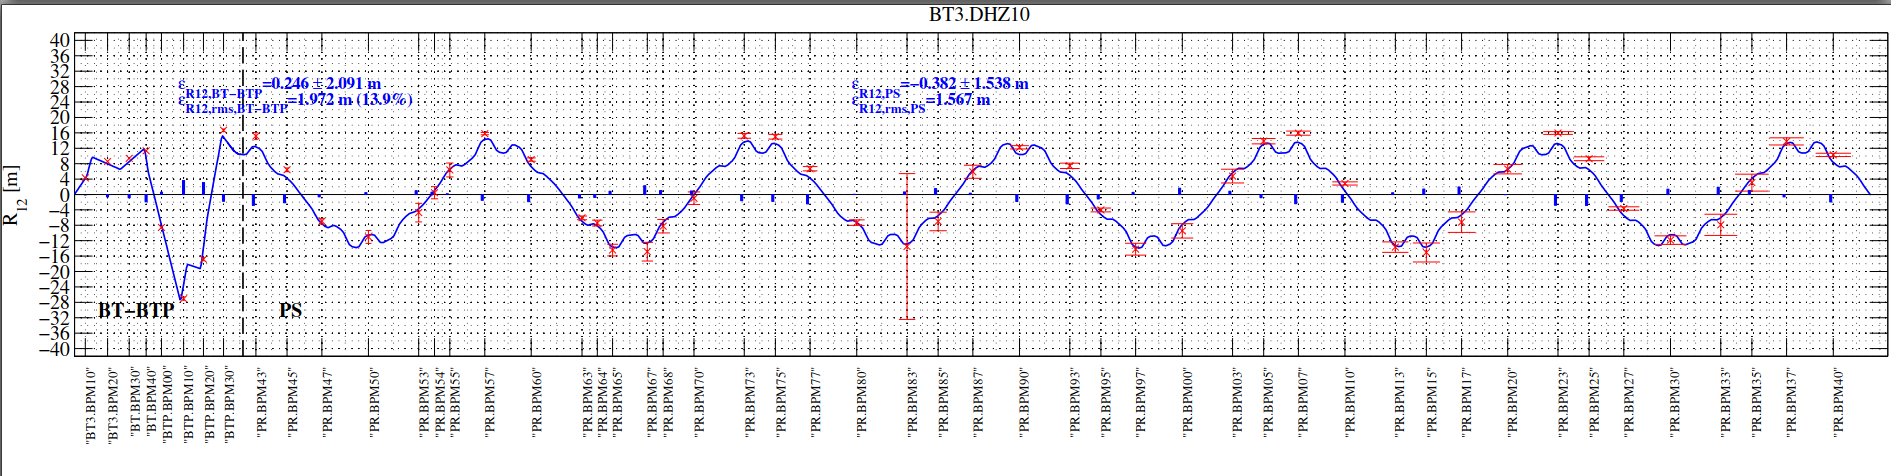 BT3.DHZ10
40
36
32
28
24
20
16
12
8
4
0
−4
−8
−12
−16
−20
−24
−28
−32
−36
−40
R12 [m]
εR12,BT−BTP=0.246 ± 2.091 m
εR12,rms,BT−BTP=1.972 m (13.9%)
εR12,PS=−0.382 ± 1.538 m
εR12,rms,PS=1.567 m
BT−BTP
PS
"BT3.BPM10"
"BT3.BPM20"
"BT.BPM30"
"BT.BPM40"
"BTP.BPM00"
"BTP.BPM10"
"BTP.BPM20"
"BTP.BPM30"
"PR.BPM43"
"PR.BPM45"
"PR.BPM47"
"PR.BPM50"
"PR.BPM53"
"PR.BPM54"
"PR.BPM55"
"PR.BPM57"
"PR.BPM60"
"PR.BPM63"
"PR.BPM64"
"PR.BPM65"
"PR.BPM67"
"PR.BPM68"
"PR.BPM70"
"PR.BPM73"
"PR.BPM75"
"PR.BPM77"
"PR.BPM80"
"PR.BPM83"
"PR.BPM85"
"PR.BPM87"
"PR.BPM90"
"PR.BPM93"
"PR.BPM95"
"PR.BPM97"
"PR.BPM00"
"PR.BPM03"
"PR.BPM05"
"PR.BPM07"
"PR.BPM10"
"PR.BPM13"
"PR.BPM15"
"PR.BPM17"
"PR.BPM20"
"PR.BPM23"
"PR.BPM25"
"PR.BPM27"
"PR.BPM30"
"PR.BPM33"
"PR.BPM35"
"PR.BPM37"
"PR.BPM40"